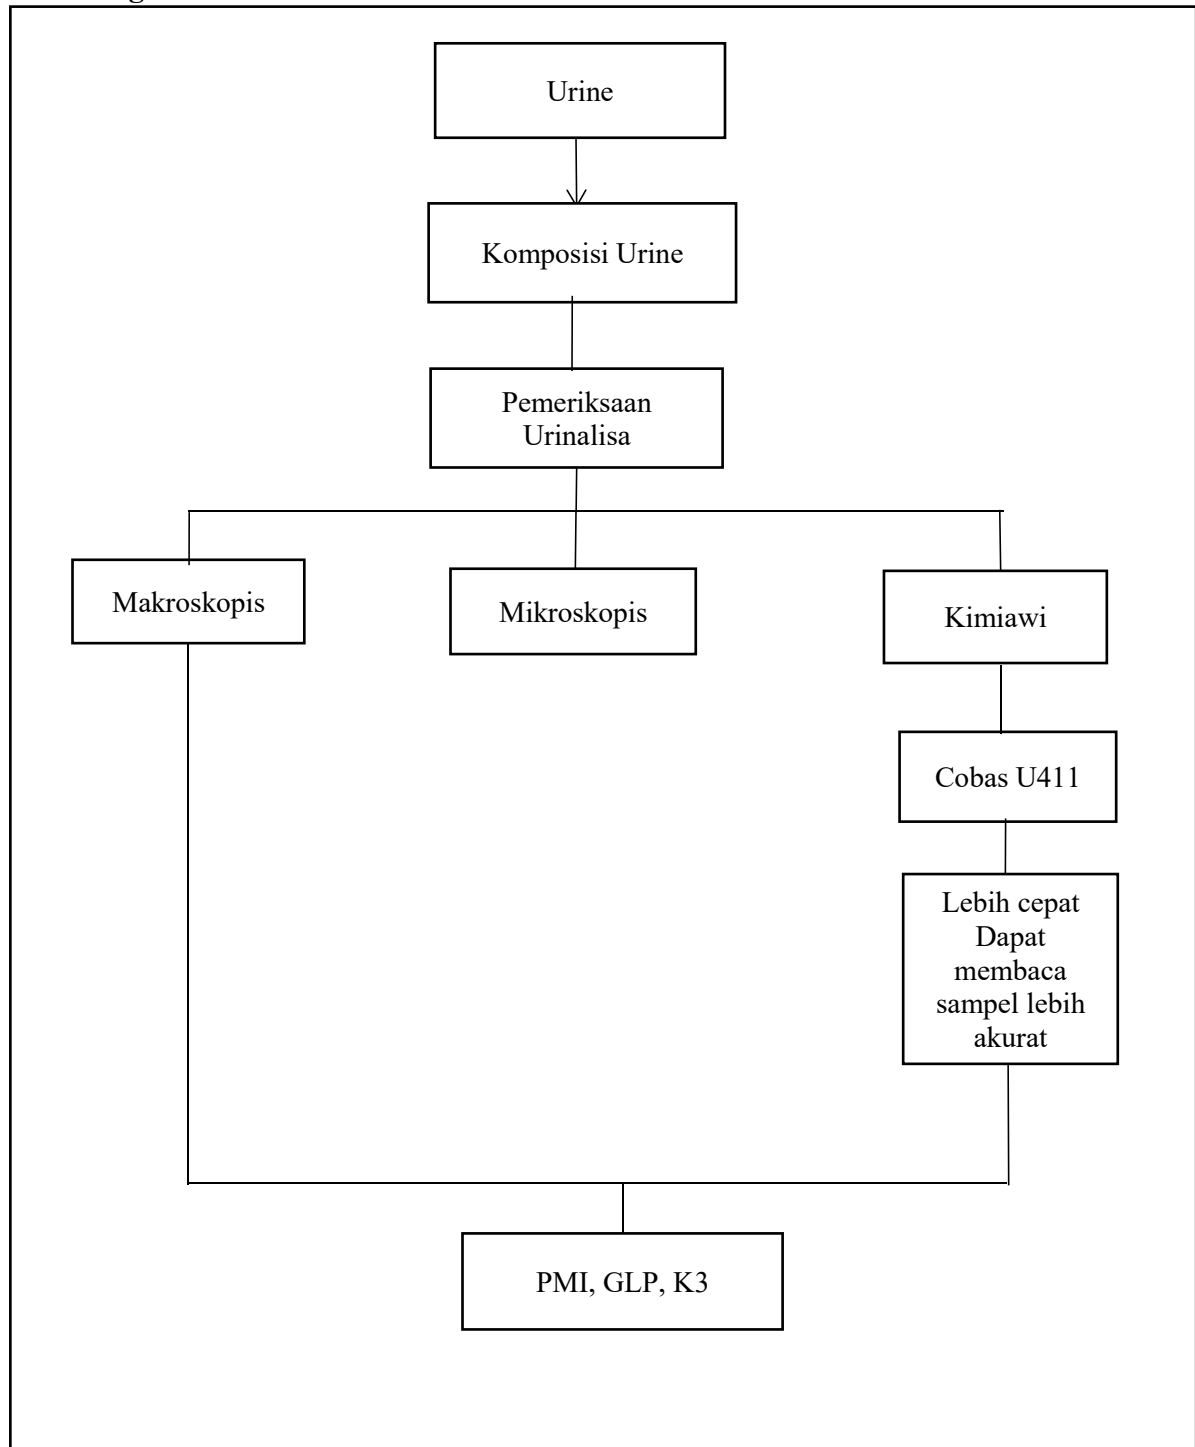 Urine
Komposisi Urine
Pemeriksaan
Urinalisa
Makroskopis
Mikroskopis
Kimiawi
Cobas U411
Lebih cepat
Dapat
membaca
sampel lebih
akurat
PMI, GLP, K3